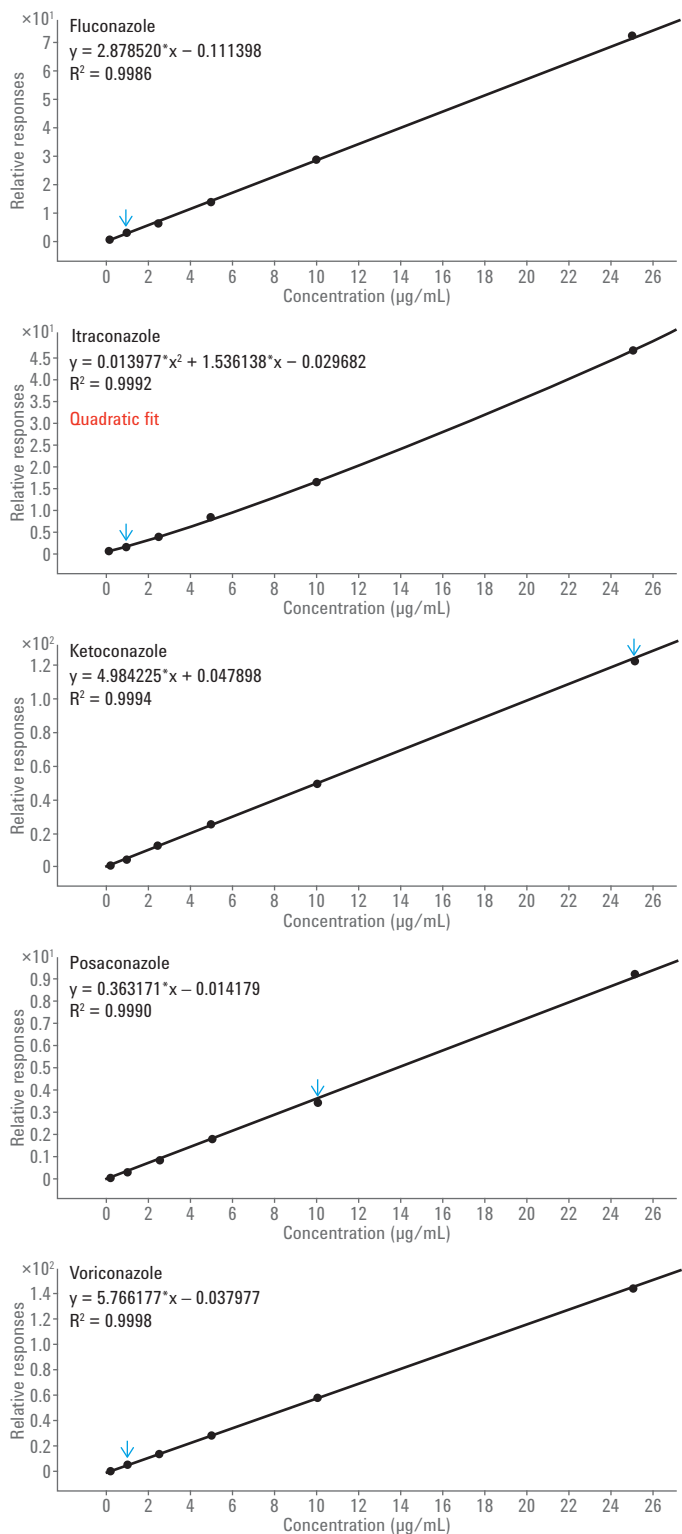 ×10¹
Fluconazole
y = 2.878520*x – 0.111398
R² = 0.9986
7
6
5
4
3
2
1
0
Relative responses
0 2 4 6 8 10 12 14 16 18 20 22 24 26
Concentration (µg/mL)
×10¹
Itraconazole
y = 0.013977*x² + 1.536138*x – 0.029682
R² = 0.9992
Quadratic fit
4.5
4.0
3.5
3.0
2.5
2.0
1.5
1.0
0.5
0
Relative responses
0 2 4 6 8 10 12 14 16 18 20 22 24 26
Concentration (µg/mL)
×10²
Ketoconazole
y = 4.984225*x + 0.047898
R² = 0.9994
1.2
1.0
0.8
0.6
0.4
0.2
0
Relative responses
0 2 4 6 8 10 12 14 16 18 20 22 24 26
Concentration (µg/mL)
×10¹
Posaconazole
y = 0.363171*x – 0.014179
R² = 0.9990
0.9
0.8
0.7
0.6
0.5
0.4
0.3
0.2
0.1
0
Relative responses
0 2 4 6 8 10 12 14 16 18 20 22 24 26
Concentration (µg/mL)
×10²
Voriconazole
y = 5.766177*x – 0.037977
R² = 0.9998
1.4
1.2
1.0
0.8
0.6
0.4
0.2
0
Relative responses
0 2 4 6 8 10 12 14 16 18 20 22 24 26
Concentration (µg/mL)